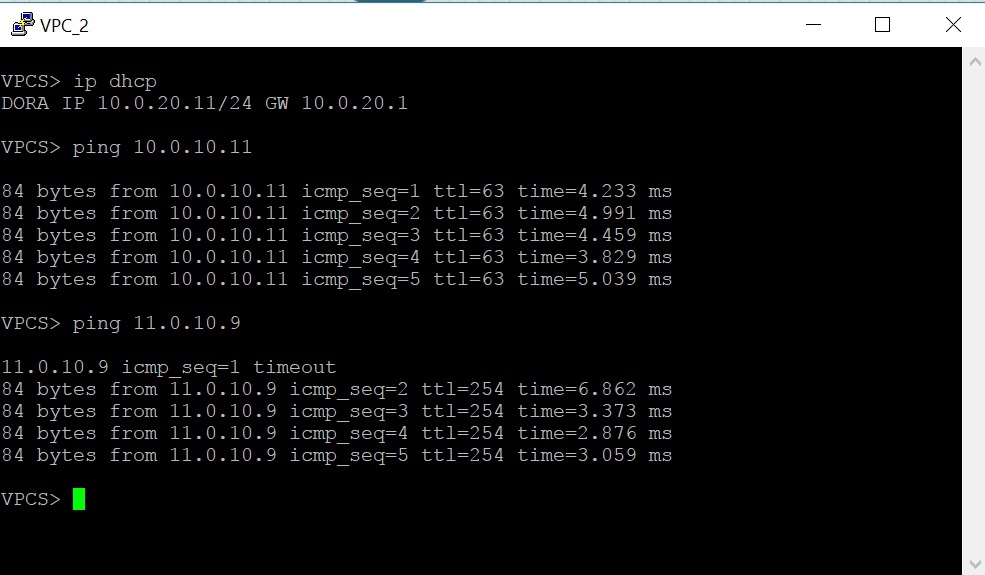 VPC_2
VPCS> ip dhcp
DORA IP 10.0.20.11/24 GW 10.0.20.1
VPCS> ping 10.0.10.11
84 bytes from 10.0.10.11 icmp_seq=1 ttl=63 time=4.233 ms
84 bytes from 10.0.10.11 icmp_seq=2 ttl=63 time=4.991 ms
84 bytes from 10.0.10.11 icmp_seq=3 ttl=63 time=4.459 ms
84 bytes from 10.0.10.11 icmp_seq=4 ttl=63 time=3.829 ms
84 bytes from 10.0.10.11 icmp_seq=5 ttl=63 time=5.039 ms
VPCS> ping 11.0.10.9
11.0.10.9 icmp_seq=1 timeout
84 bytes from 11.0.10.9 icmp_seq=2 ttl=254 time=6.862 ms
84 bytes from 11.0.10.9 icmp_seq=3 ttl=254 time=3.373 ms
84 bytes from 11.0.10.9 icmp_seq=4 ttl=254 time=2.876 ms
84 bytes from 11.0.10.9 icmp_seq=5 ttl=254 time=3.059 ms
VPCS>